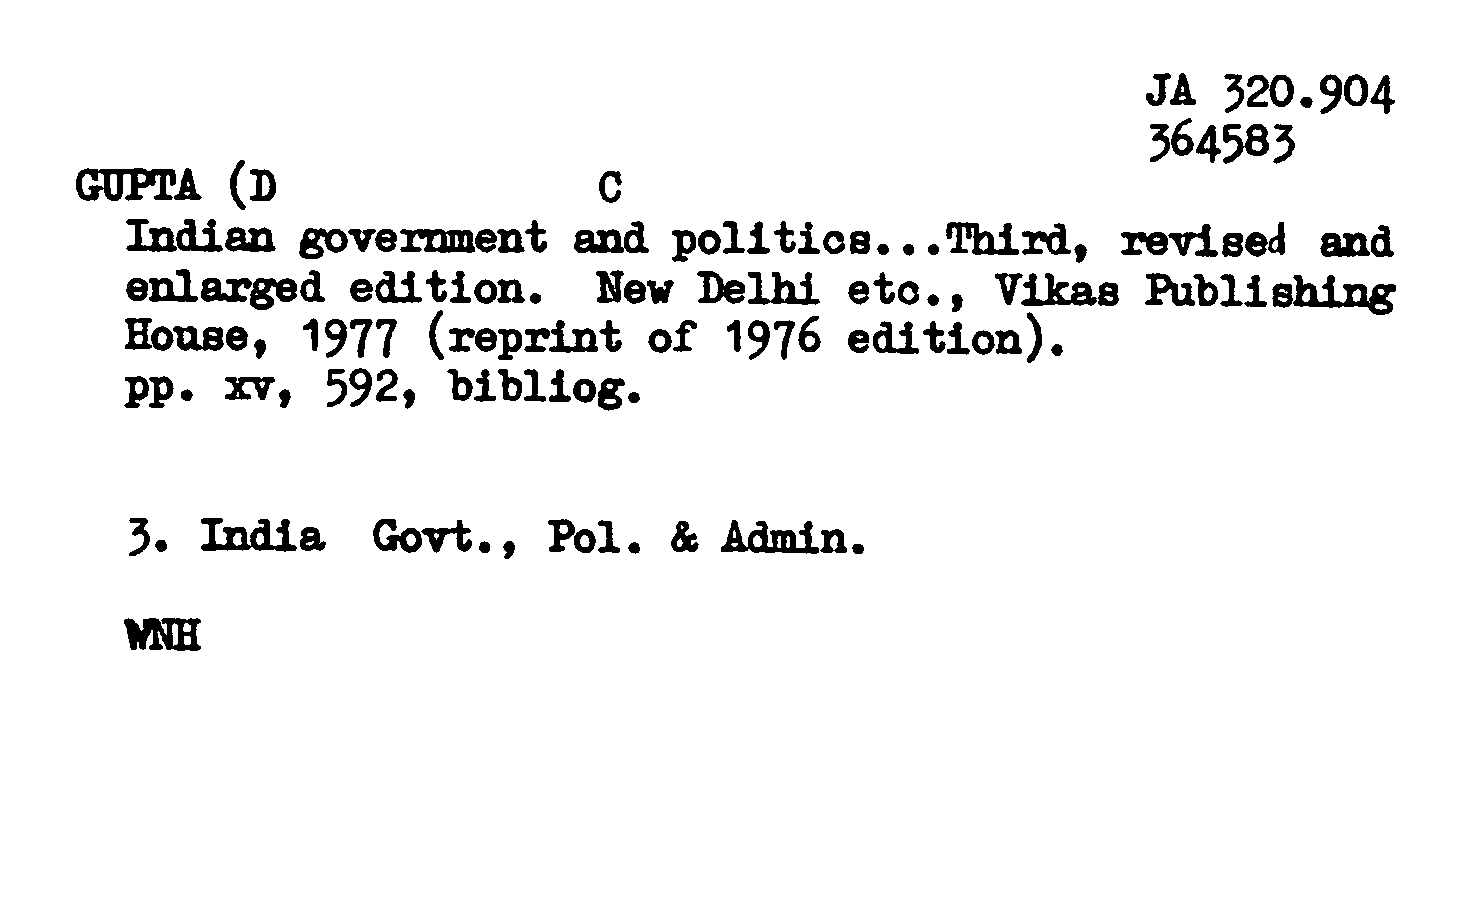 JA 320.904
364583
GUPTA (D C
Indian government and politics...Third, revised and
enlarged edition. New Delhi etc., Vikas Publishing
House, 1977 (reprint of 1976 edition).
pp. xv, 592, bibliog.
3. India Govt., Pol. & Admin.
WNH